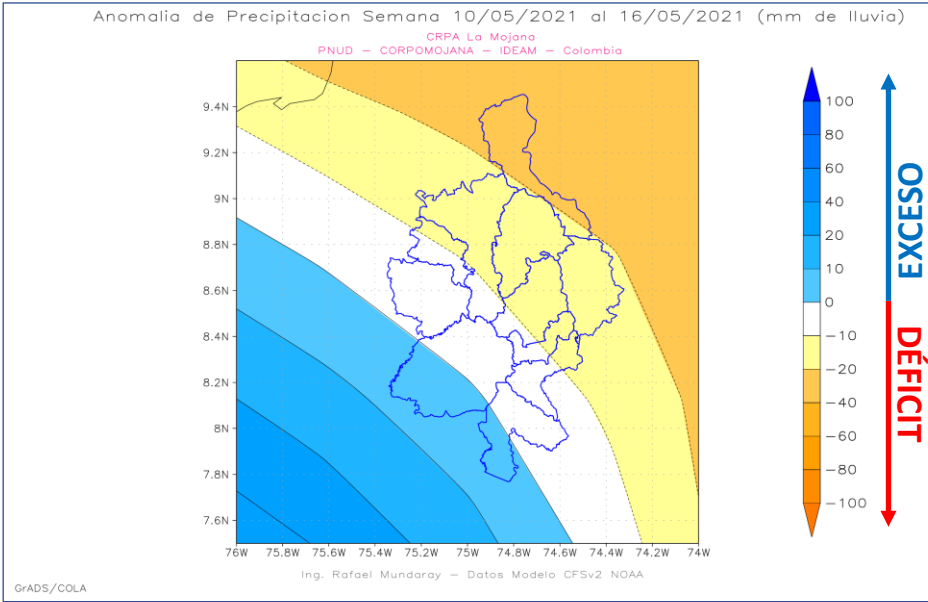 Anomalia de Precipitacion Semana 10/05/2021 al 16/05/2021 (mm de lluvia)
CRPA La Mojana
PNUD – CORPOMOJANA – IDEAM – Colombia
9.4N
9.2N
9N
8.8N
8.6N
8.4N
8.2N
8N
7.8N
7.6N
76W 75.8W 75.6W 75.4W 75.2W 75W 74.8W 74.6W 74.4W 74.2W 74W
100
80
60
40
20
10
0
−10
−20
−40
−60
−80
−100
EXCESO
DÉFICIT
Ing. Rafael Mundaray – Datos Modelo CFSv2 NOAA
GrADS/COLA